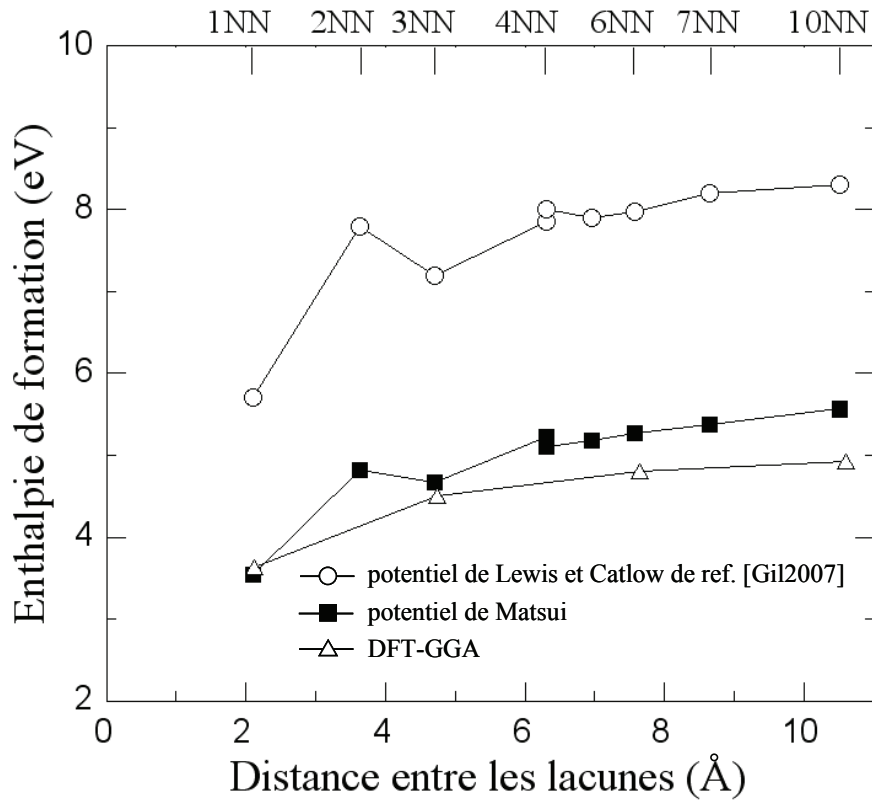 1NN 2NN 3NN 4NN 6NN 7NN 10NN
10
8
6
4
2
Enthalpie de formation (eV)
potentiel de Lewis et Catlow de ref. [Gil2007]
potentiel de Matsui
DFT-GGA
0 2 4 6 8 10
Distance entre les lacunes (Å)